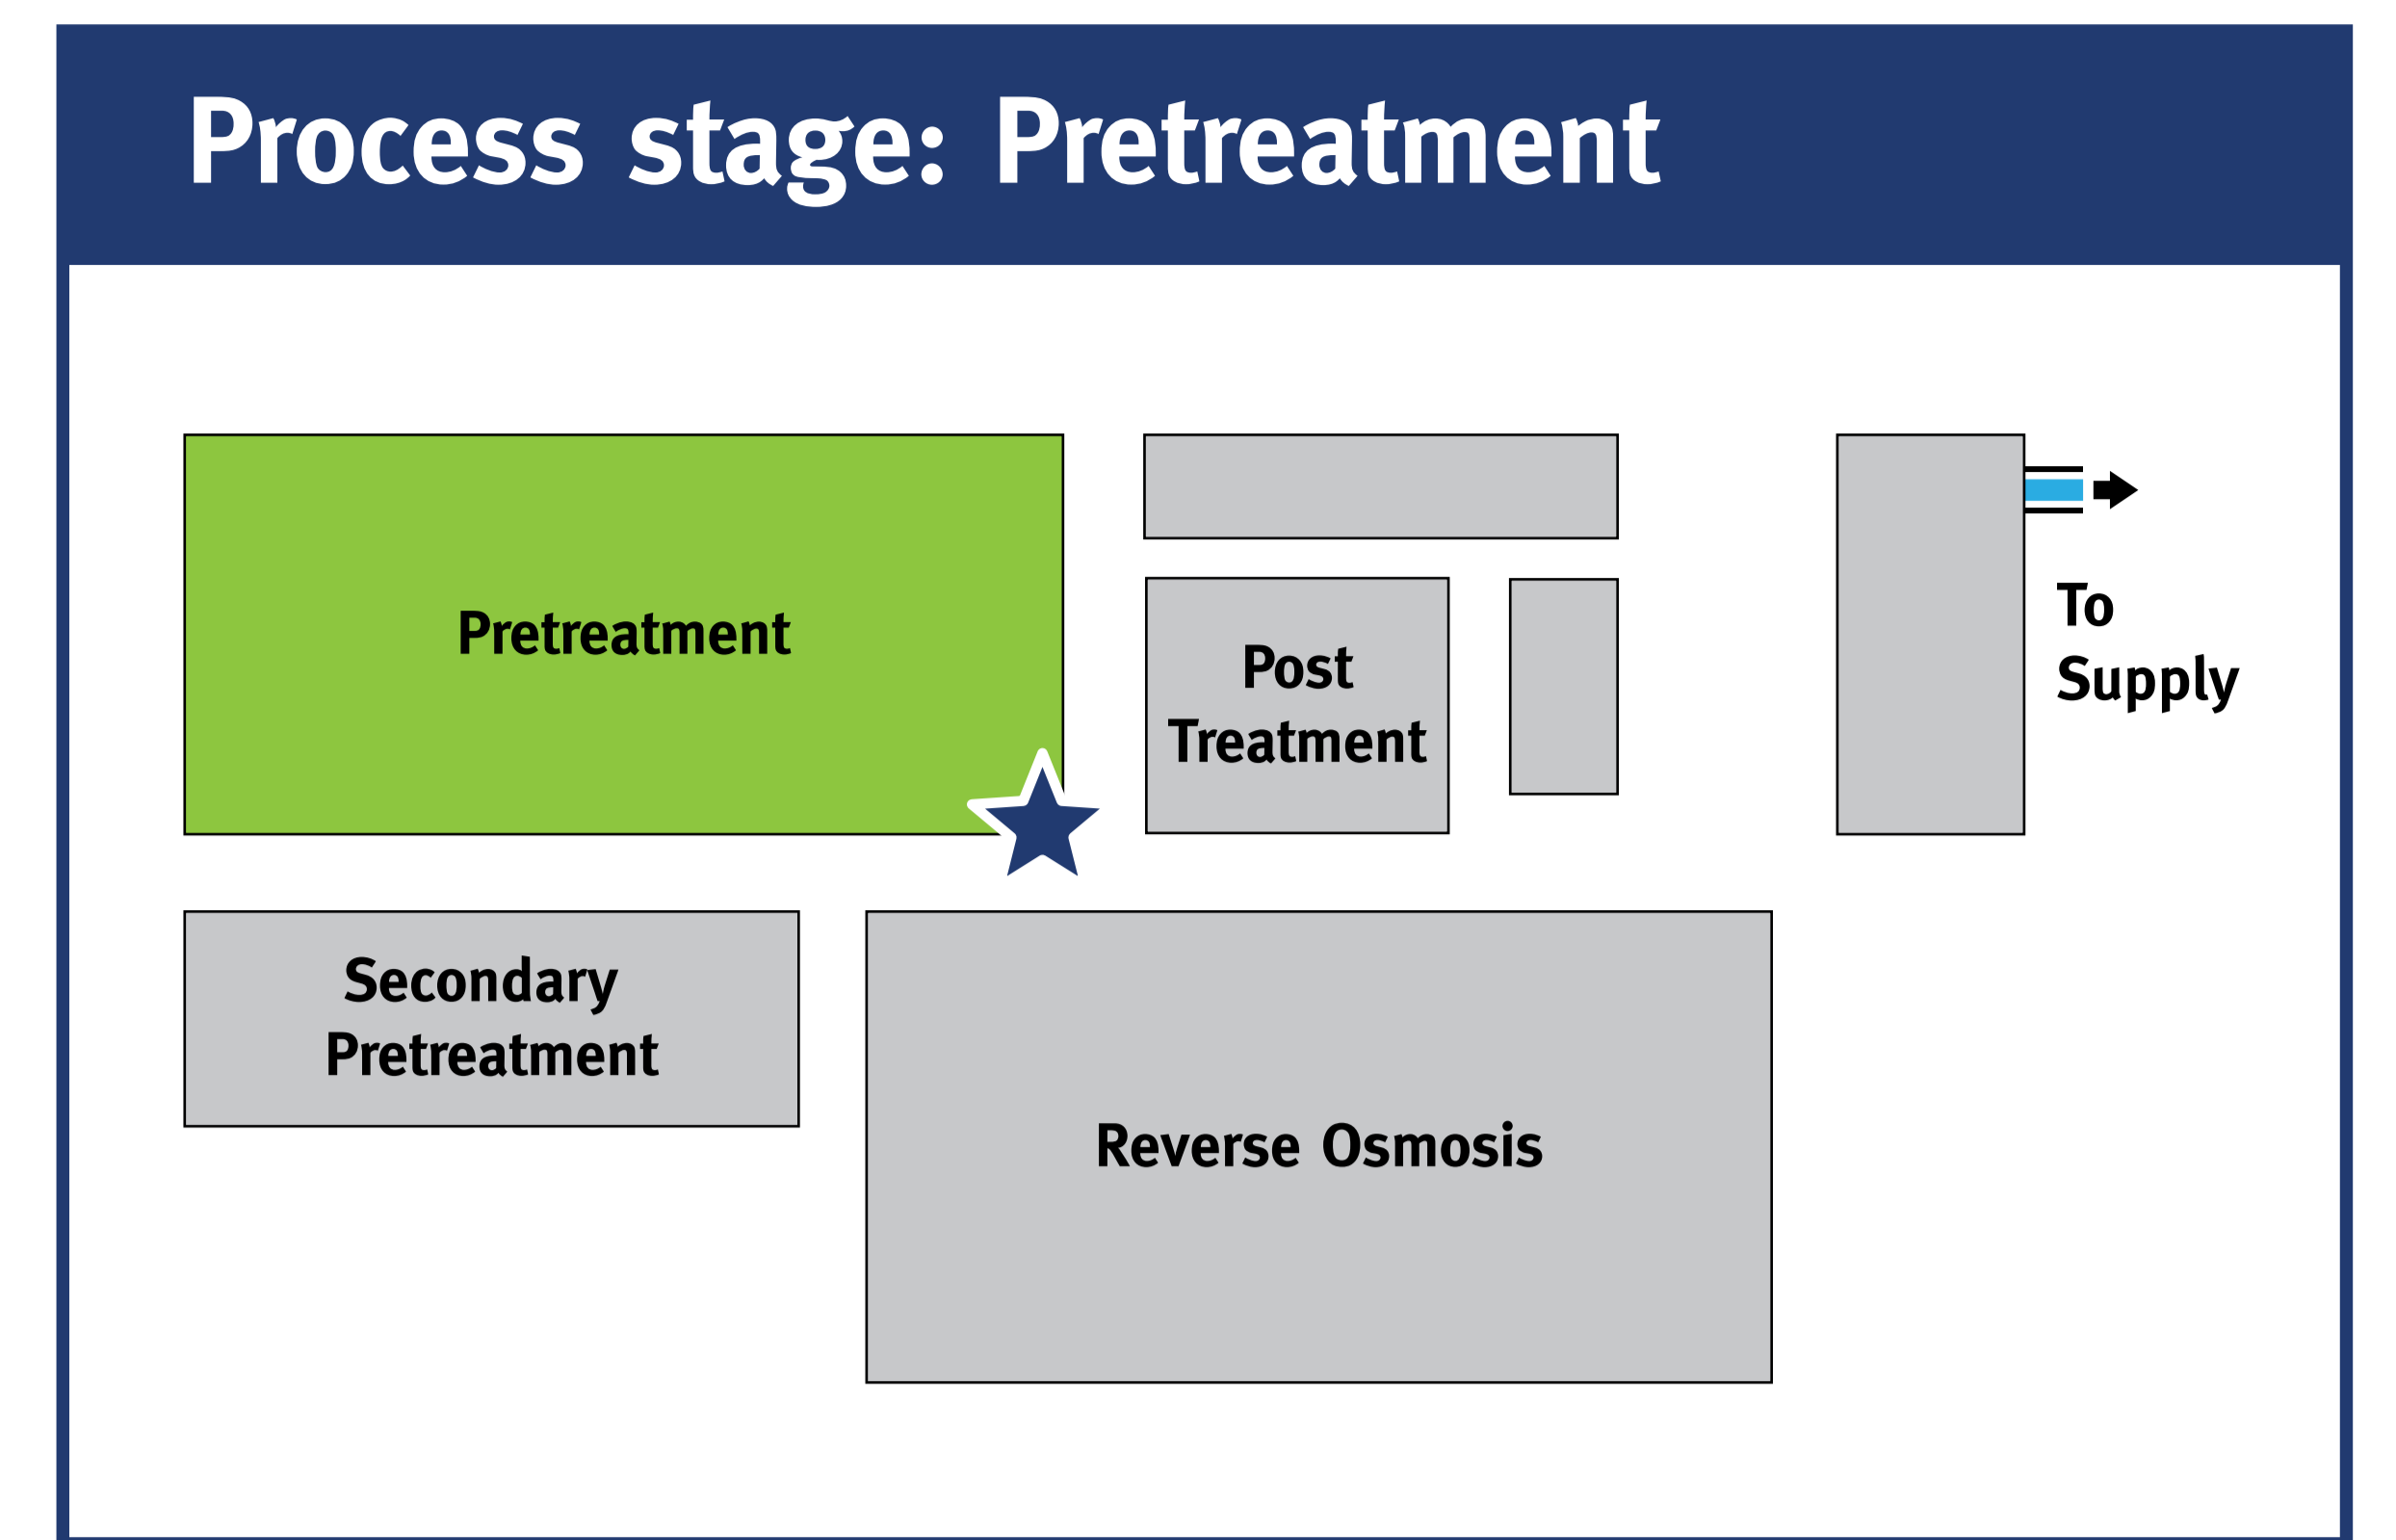 Process stage: Pretreatment
Pretreatment
Post
Treatment
To
Supply
Secondary
Pretreatment
Reverse Osmosis